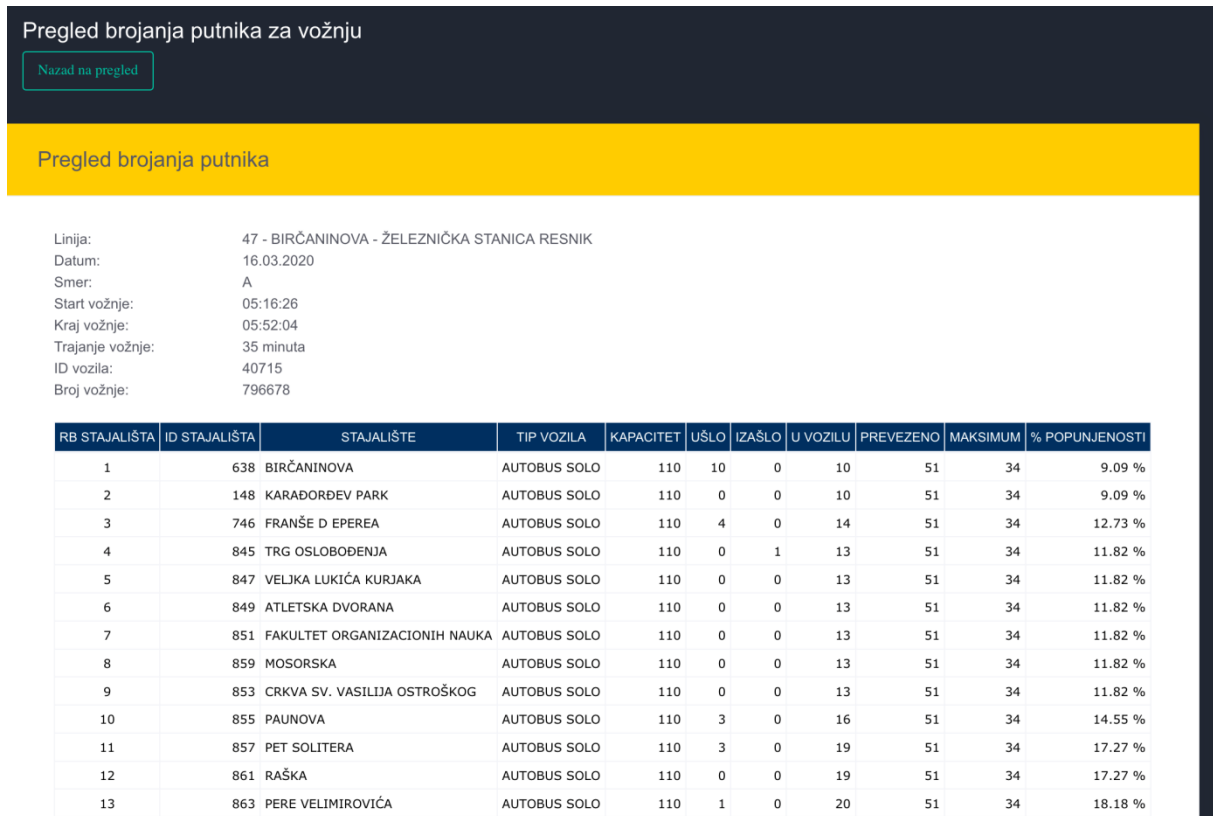 Pregled brojanja putnika za vožnju
Nazad na pregled
Pregled brojanja putnika
Linija: 47 - BIRČANINOVA - ŽELEZNIČKA STANICA RESNIK
Datum: 16.03.2020
Smer: A
Start vožnje: 05:16:26
Kraj vožnje: 05:52:04
Trajanje vožnje: 35 minuta
ID vozila: 40715
Broj vožnje: 796678
RB STAJALIŠTA ID STAJALIŠTA STAJALIŠTE TIP VOZILA KAPACITET UŠLO IZAŠLO U VOZILU PREVEZENO MAKSIMUM % POPUNJENOSTI
1 638 BIRČANINOVA AUTOBUS SOLO 110 10 0 10 51 34 9.09 %
2 148 KARAĐORĐEV PARK AUTOBUS SOLO 110 0 0 10 51 34 9.09 %
3 746 FRANŠE D EPEREA AUTOBUS SOLO 110 4 0 14 51 34 12.73 %
4 845 TRG OSLOBOĐENJA AUTOBUS SOLO 110 0 1 13 51 34 11.82 %
5 847 VELJKA LUKIĆA KURJAKA AUTOBUS SOLO 110 0 0 13 51 34 11.82 %
6 849 ATLETSKA DVORANA AUTOBUS SOLO 110 0 0 13 51 34 11.82 %
7 851 FAKULTET ORGANIZACIONIH NAUKA AUTOBUS SOLO 110 0 0 13 51 34 11.82 %
8 859 MOSORSKA AUTOBUS SOLO 110 0 0 13 51 34 11.82 %
9 853 CRKVA SV. VASILIJA OSTROŠKOG AUTOBUS SOLO 110 0 0 13 51 34 11.82 %
10 855 PAUNOVA AUTOBUS SOLO 110 3 0 16 51 34 14.55 %
11 857 PET SOLITERA AUTOBUS SOLO 110 3 0 19 51 34 17.27 %
12 861 RAŠKA AUTOBUS SOLO 110 0 0 19 51 34 17.27 %
13 863 PERE VELIMIROVIĆA AUTOBUS SOLO 110 1 0 20 51 34 18.18 %